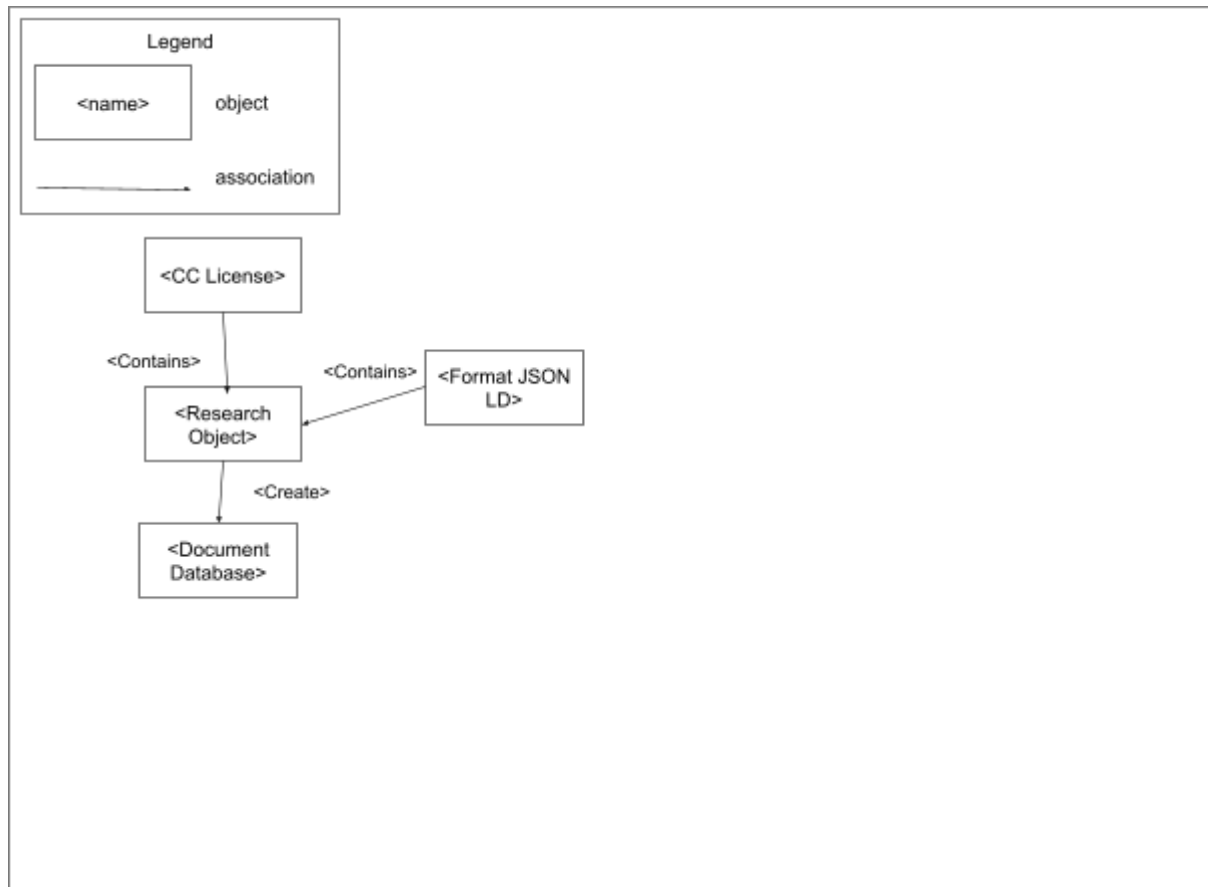 Legend
<name>
object
association
<CC License>
<Contains>
<Contains>
<Format JSON
LD>
<Research
Object>
<Create>
<Document
Database>